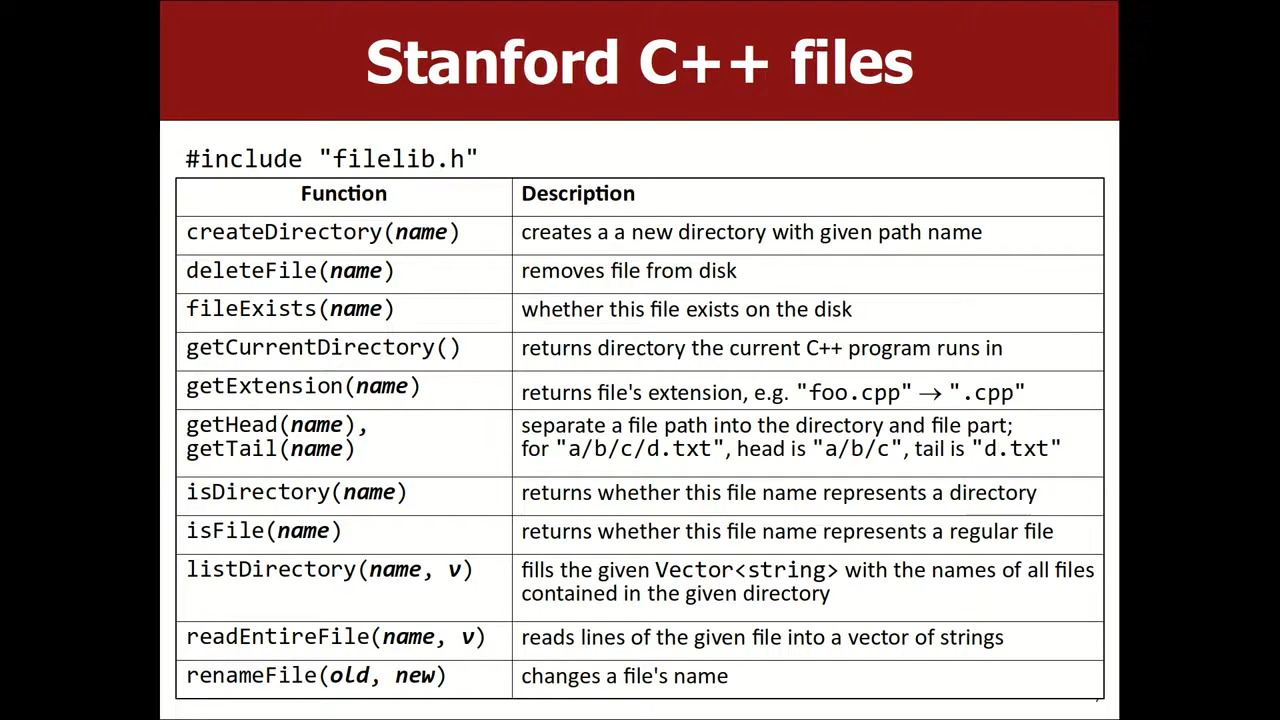 Stanford C++ files
#include "filelib.h"
Function Description
createDirectory(name) creates a a new directory with given path name
deleteFile(name) removes file from disk
fileExists(name) whether this file exists on the disk
getCurrentDirectory() returns directory the current C++ program runs in
getExtension(name) returns file's extension, e.g. "foo.cpp" → ".cpp"
getHead(name), separate a file path into the directory and file part;
getTail(name) for "a/b/c/d.txt", head is "a/b/c", tail is "d.txt"
isDirectory(name) returns whether this file name represents a directory
isFile(name) returns whether this file name represents a regular file
listDirectory(name, v) fills the given Vector<string> with the names of all files
contained in the given directory
readEntireFile(name, v) reads lines of the given file into a vector of strings
renameFile(old, new) changes a file's name